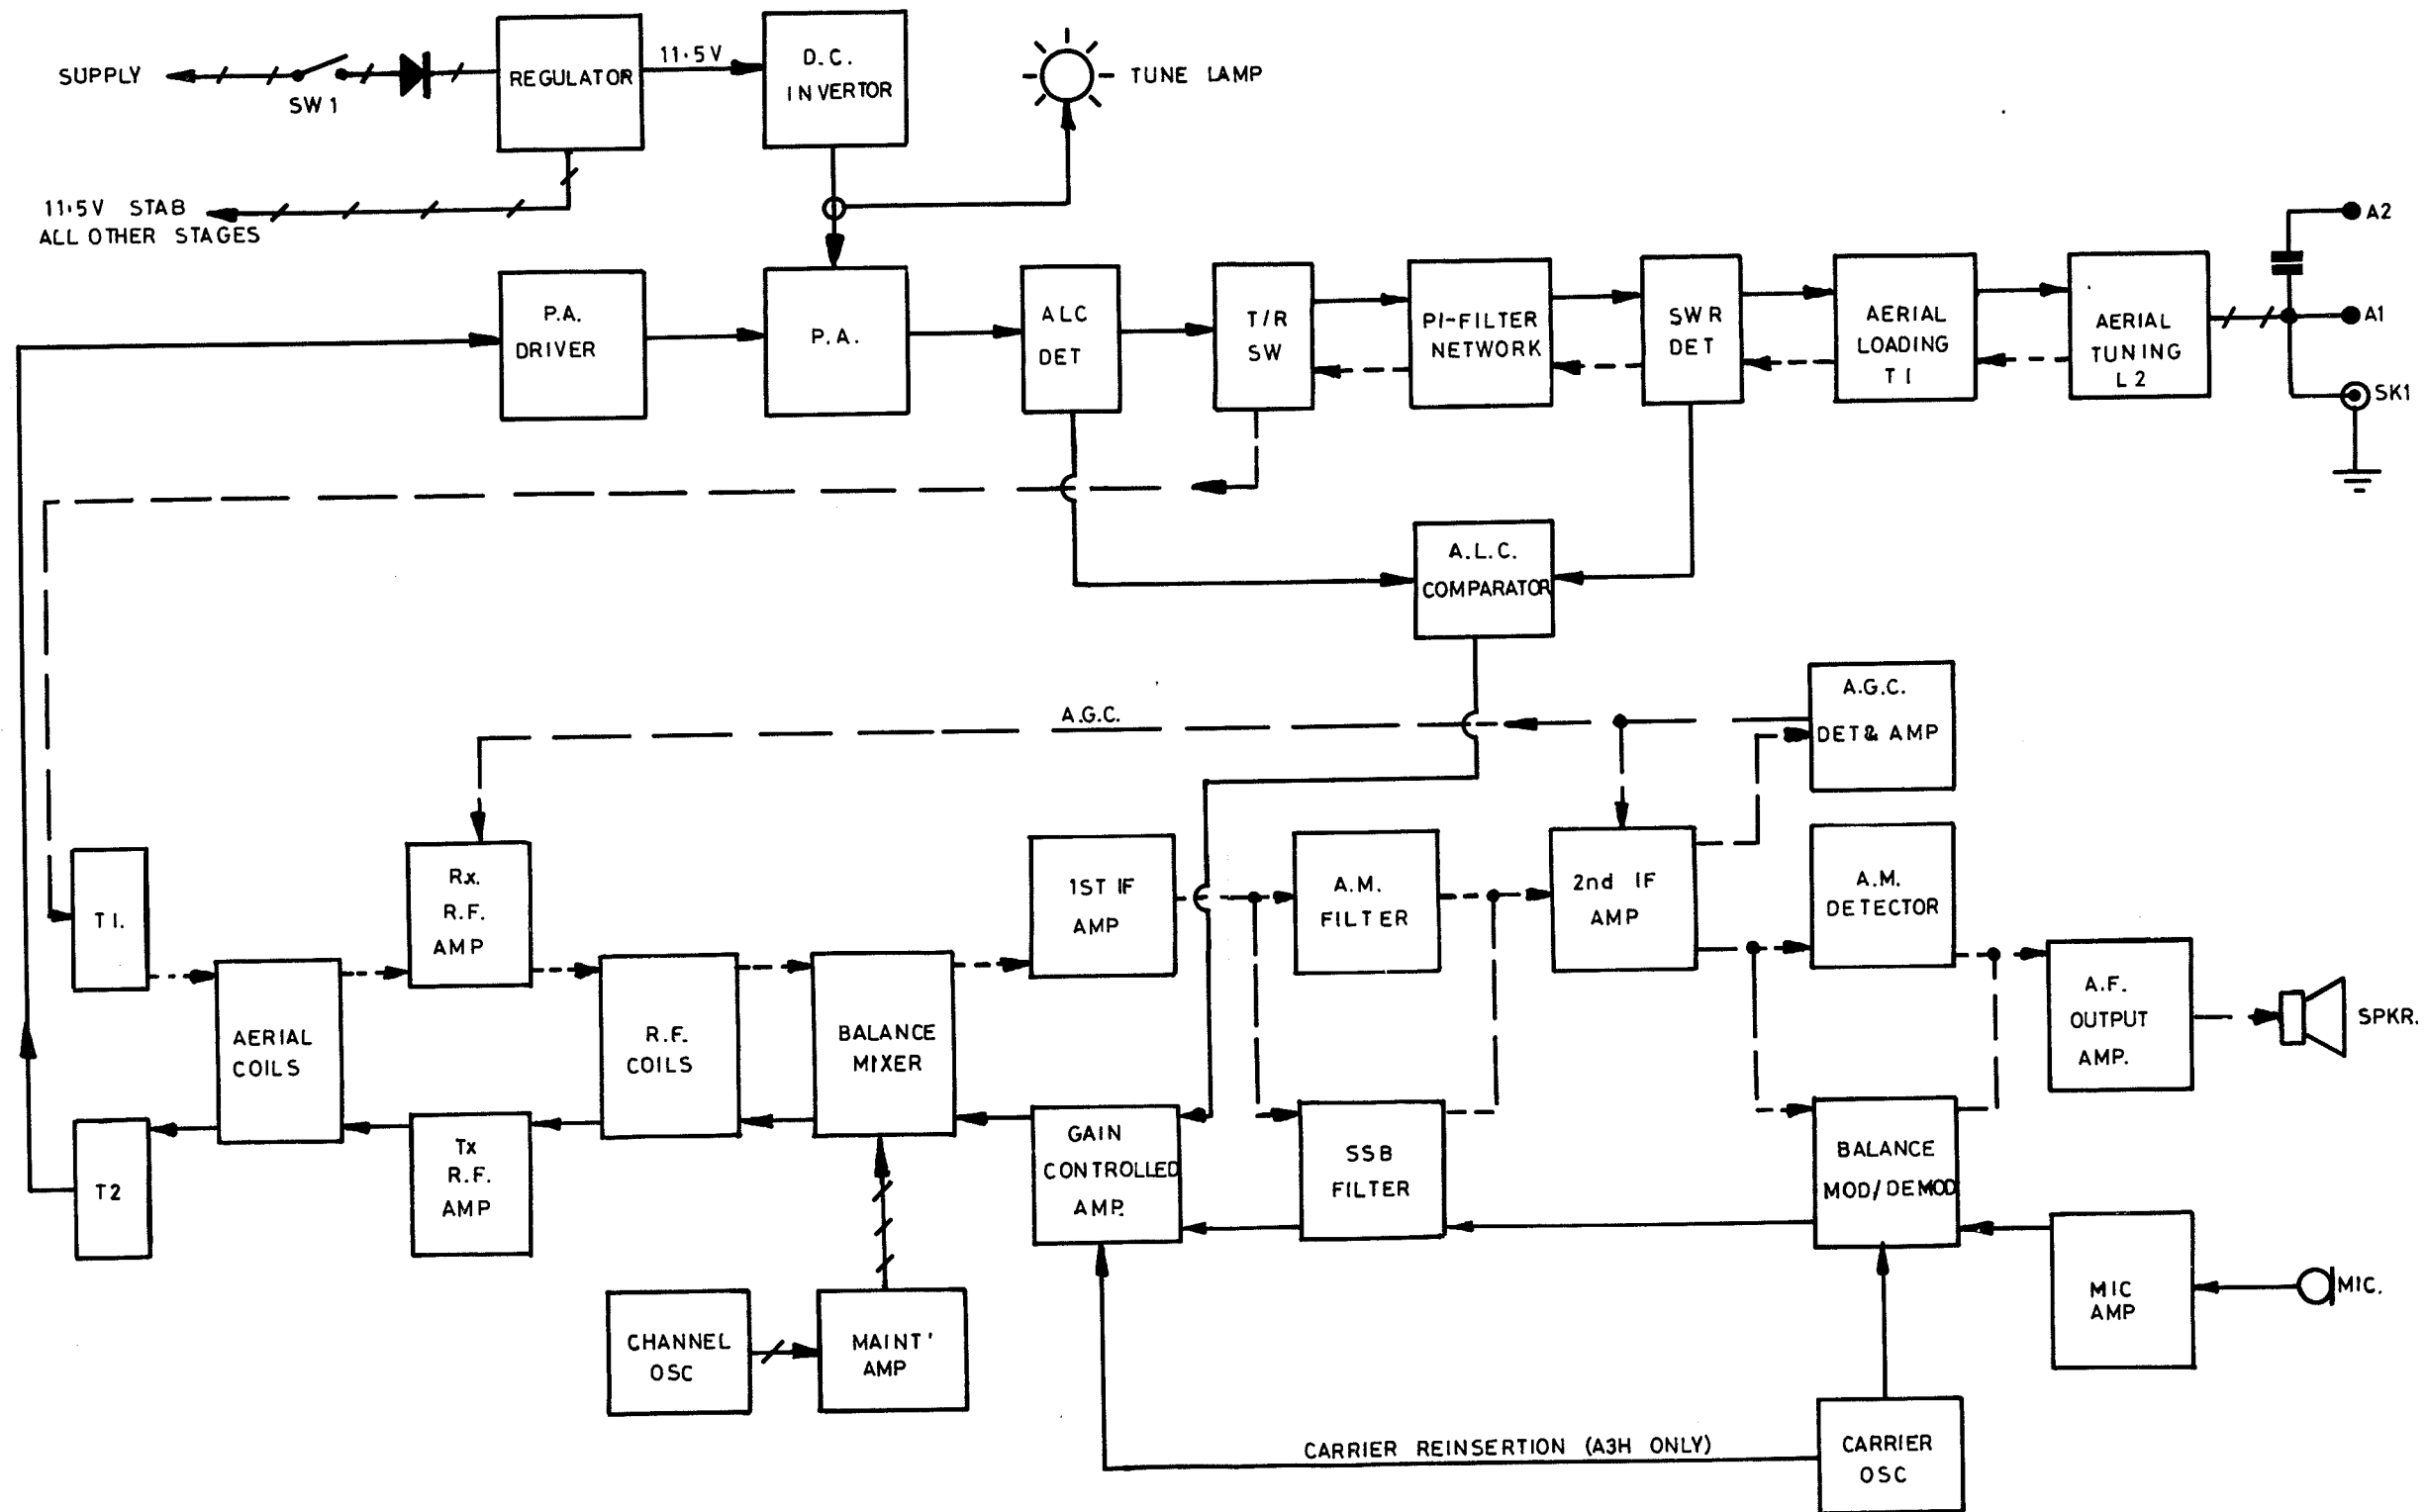 SUPPLY
SW1
REGULATOR
11·5V
D.C.
INVERTOR
TUNE LAMP
11·5V STAB
ALL OTHER STAGES
P.A.
DRIVER
P.A.
ALC
DET
T/R
SW
PI-FILTER
NETWORK
SWR
DET
AERIAL
LOADING
T1
AERIAL
TUNING
L2
A2
A1
SK1
A.L.C.
COMPARATOR
A.G.C.
A.G.C.
DET & AMP
T1.
Rx.
R.F.
AMP
1ST IF
AMP
A.M.
FILTER
2nd IF
AMP
A.M.
DETECTOR
AERIAL
COILS
R.F.
COILS
BALANCE
MIXER
A.F.
OUTPUT
AMP.
SPKR.
T2
Tx
R.F.
AMP
GAIN
CONTROLLED
AMP.
SSB
FILTER
BALANCE
MOD/DEMOD
MIC
AMP
MIC.
CHANNEL
OSC
MAINT'
AMP
CARRIER REINSERTION (A3H ONLY)
CARRIER
OSC